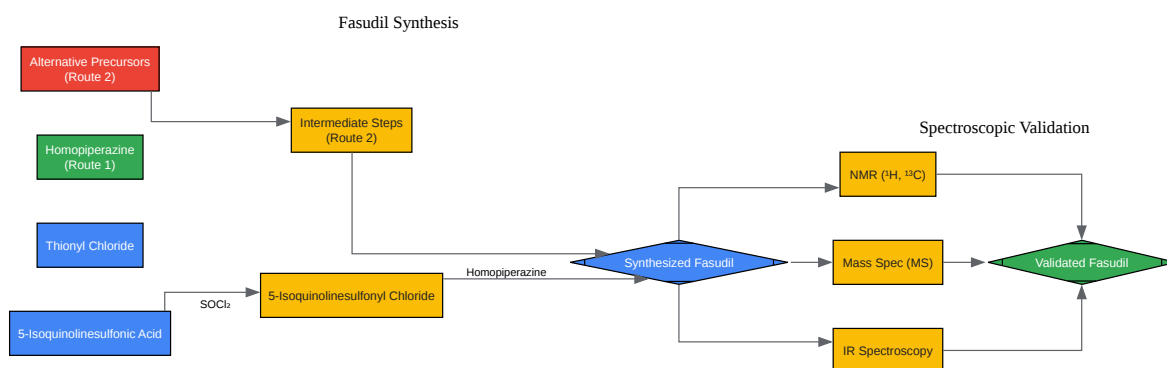 Fasudil Synthesis
Alternative Precursors
(Route 2)
Intermediate Steps
(Route 2)
Homopiperazine
(Route 1)
Thionyl Chloride
5-Isoquinolinesulfonic Acid
SOCl₂
5-Isoquinolinesulfonyl Chloride
Homopiperazine
Synthesized Fasudil
Spectroscopic Validation
NMR (¹H, ¹³C)
Mass Spec (MS)
IR Spectroscopy
Validated Fasudil